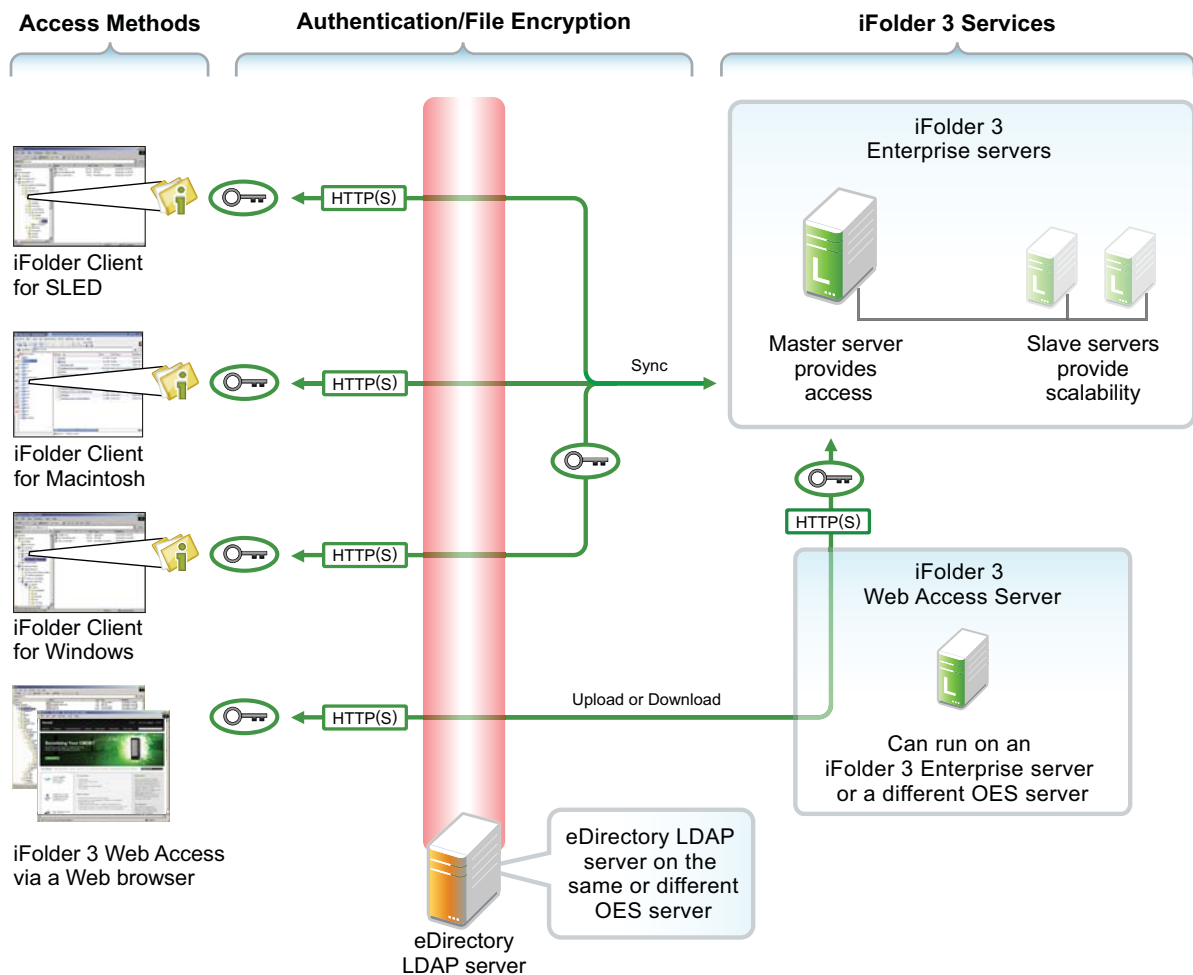 Access Methods
Authentication/File Encryption
iFolder 3 Services
iFolder Client
for SLED
HTTP(S)
iFolder Client
for Macintosh
HTTP(S)
iFolder Client
for Windows
HTTP(S)
iFolder 3 Web Access
via a Web browser
HTTP(S)
Sync
Upload or Download
eDirectory
LDAP server
eDirectory LDAP
server on the
same or different
OES server
iFolder 3
Enterprise servers
L
L
L
Master server
provides
access
Slave servers
provide
scalability
HTTP(S)
iFolder 3
Web Access Server
L
Can run on an
iFolder 3 Enterprise server
or a different OES server